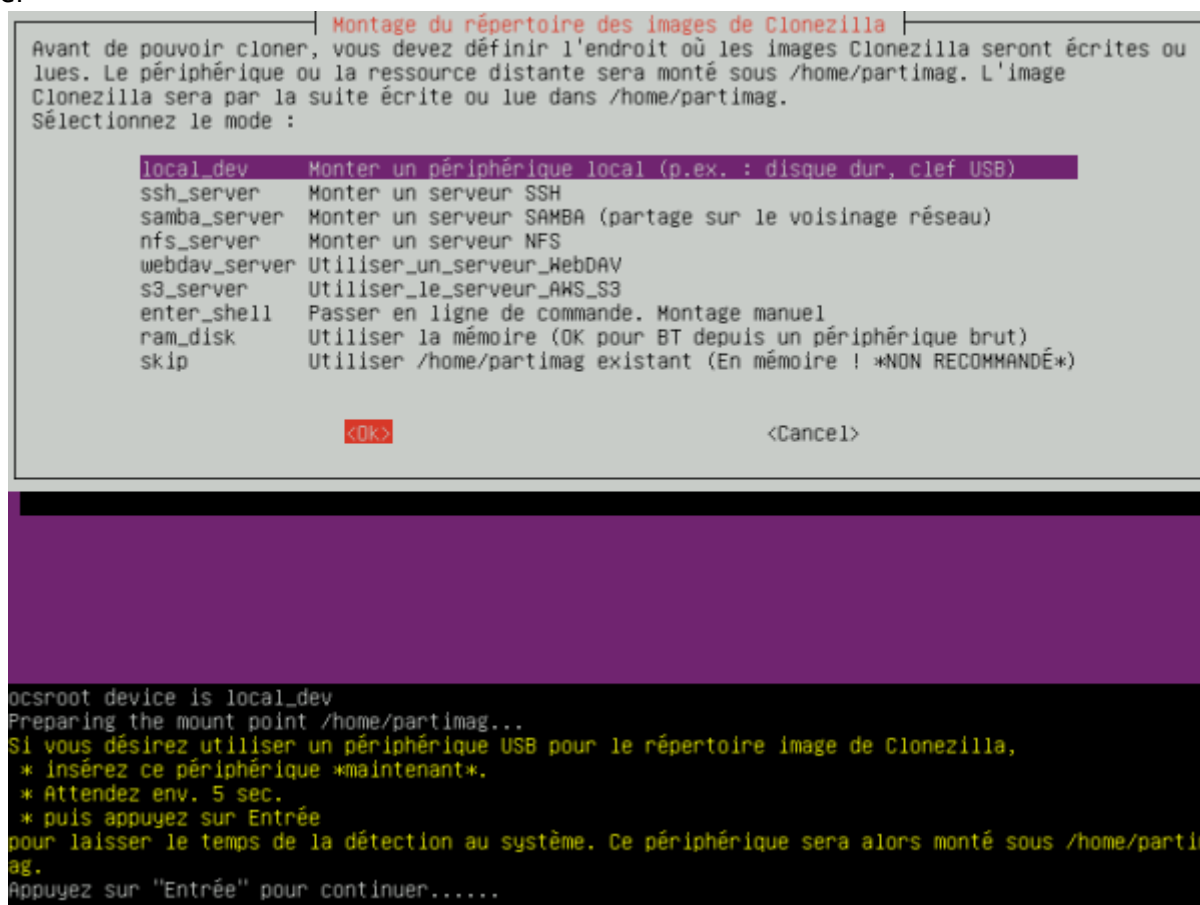 Montage du répertoire des images de Clonezilla
Avant de pouvoir cloner, vous devez définir l'endroit où les images Clonezilla seront écrites ou
lues. Le périphérique ou la ressource distante sera monté sous /home/partimag. L'image
Clonezilla sera par la suite écrite ou lue dans /home/partimag.
Sélectionnez le mode :
local_dev Monter un périphérique local (p.ex. : disque dur, clef USB)
ssh_server Monter un serveur SSH
samba_server Monter un serveur SAMBA (partage sur le voisinage réseau)
nfs_server Monter un serveur NFS
webdav_server Utiliser_un_serveur_WebDAV
s3_server Utiliser_le_serveur_AWS_S3
enter_shell Passer en ligne de commande. Montage manuel
ram_disk Utiliser la mémoire (OK pour BT depuis un périphérique brut)
skip Utiliser /home/partimag existant (En mémoire ! *NON RECOMMANDÉ*)
<Ok> <Cancel>
ocsroot device is local_dev
Preparing the mount point /home/partimag...
Si vous désirez utiliser un périphérique USB pour le répertoire image de Clonezilla,
* insérez ce périphérique *maintenant*.
* Attendez env. 5 sec.
* puis appuyez sur Entrée
pour laisser le temps de la détection au système. Ce périphérique sera alors monté sous /home/parti
ag.
Appuyez sur "Entrée" pour continuer......